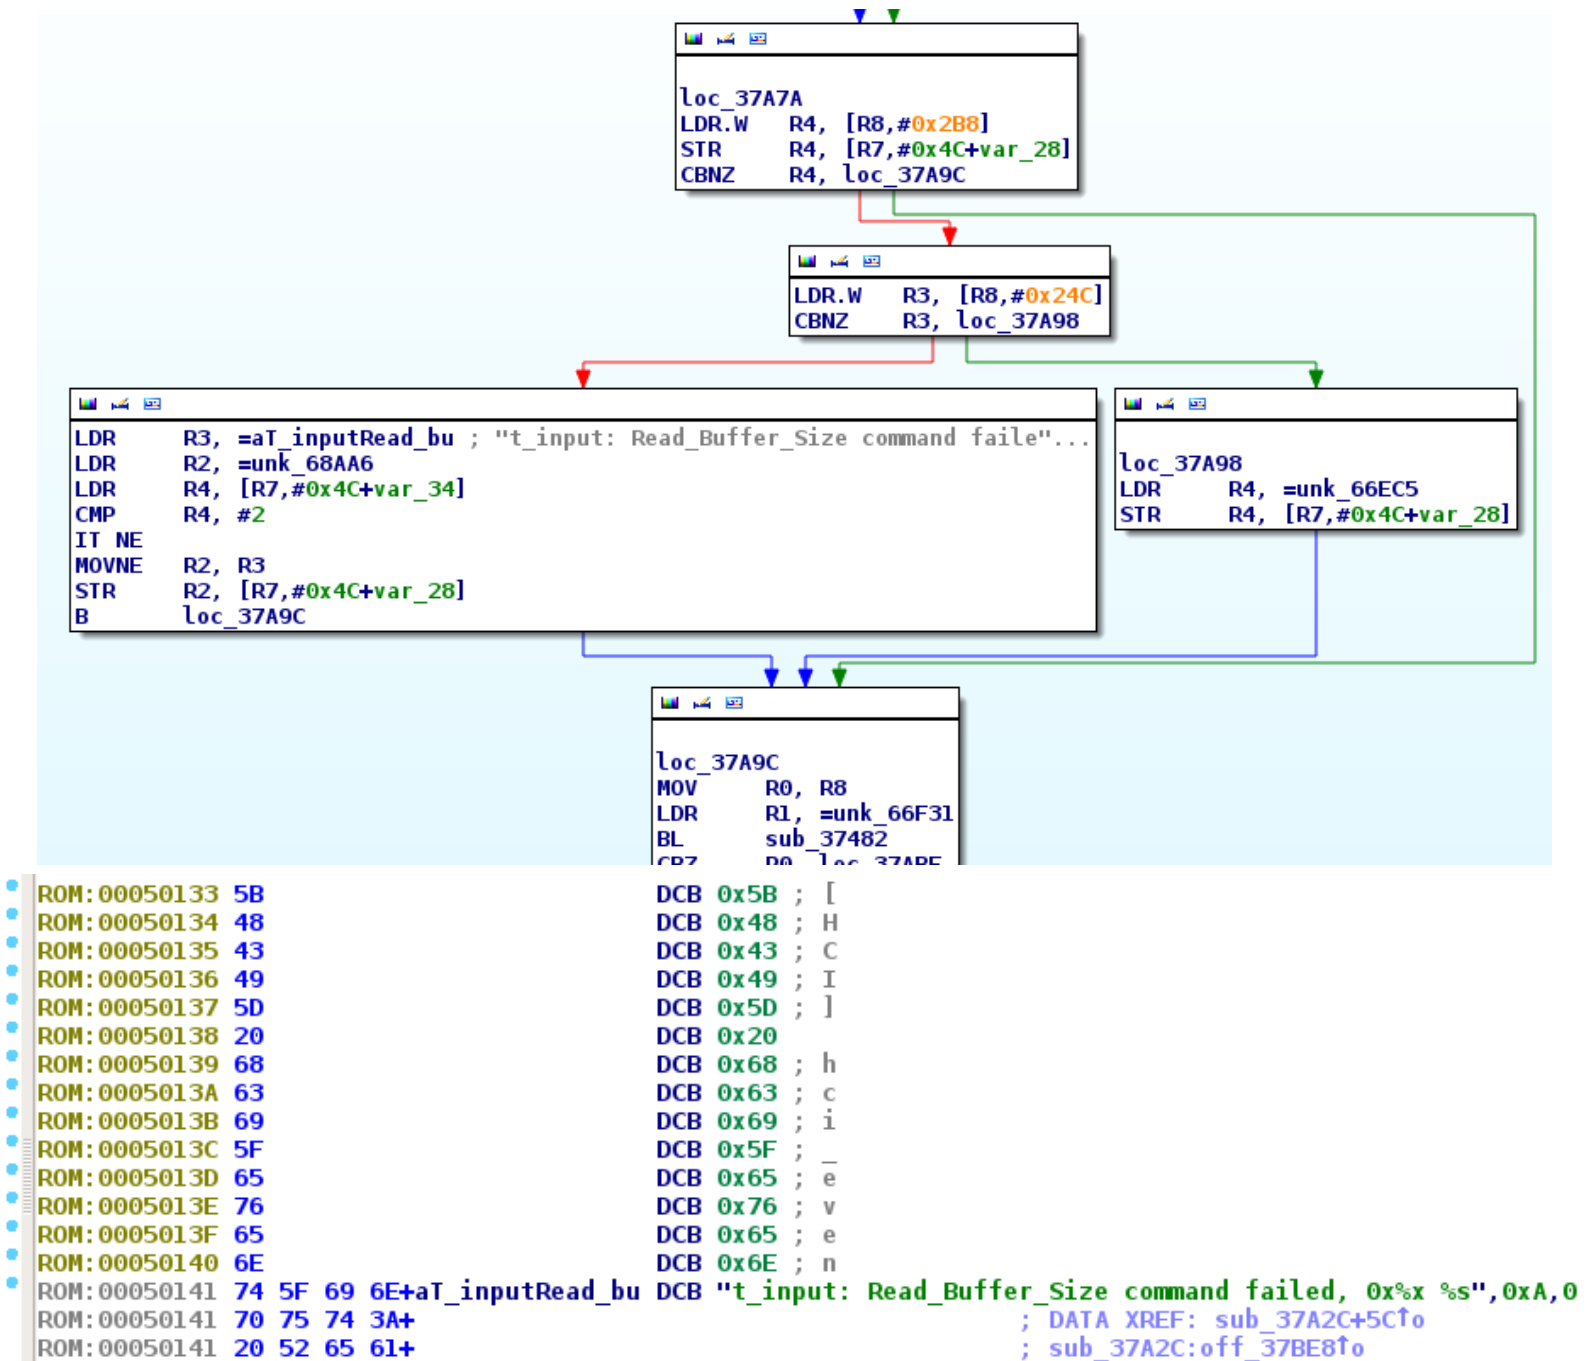 loc_37A7A
LDR.W R4, [R8,#0x2B8]
STR R4, [R7,#0x4C+var_28]
CBNZ R4, loc_37A9C
LDR.W R3, [R8,#0x24C]
CBNZ R3, loc_37A98
LDR R3, =aT_inputRead_bu ; "t_input: Read_Buffer_Size command faile"...
LDR R2, =unk_68AA6
LDR R4, [R7,#0x4C+var_34]
CMP R4, #2
IT NE
MOVNE R2, R3
STR R2, [R7,#0x4C+var_28]
B loc_37A9C
loc_37A98
LDR R4, =unk_66EC5
STR R4, [R7,#0x4C+var_28]
loc_37A9C
MOV R0, R8
LDR R1, =unk_66F31
BL sub_37482
CBZ R0, loc_37ABE
ROM:00050133 5B DCB 0x5B ; [
ROM:00050134 48 DCB 0x48 ; H
ROM:00050135 43 DCB 0x43 ; C
ROM:00050136 49 DCB 0x49 ; I
ROM:00050137 5D DCB 0x5D ; ]
ROM:00050138 20 DCB 0x20
ROM:00050139 68 DCB 0x68 ; h
ROM:0005013A 63 DCB 0x63 ; c
ROM:0005013B 69 DCB 0x69 ; i
ROM:0005013C 5F DCB 0x5F ; _
ROM:0005013D 65 DCB 0x65 ; e
ROM:0005013E 76 DCB 0x76 ; v
ROM:0005013F 65 DCB 0x65 ; e
ROM:00050140 6E DCB 0x6E ; n
ROM:00050141 74 5F 69 6E+aT_inputRead_bu DCB "t_input: Read_Buffer_Size command failed, 0x%x %s",0xA,0
ROM:00050141 70 75 74 3A+ ; DATA XREF: sub_37A2C+5C↑o
ROM:00050141 20 52 65 61+ ; sub_37A2C:off_37BE8↑o